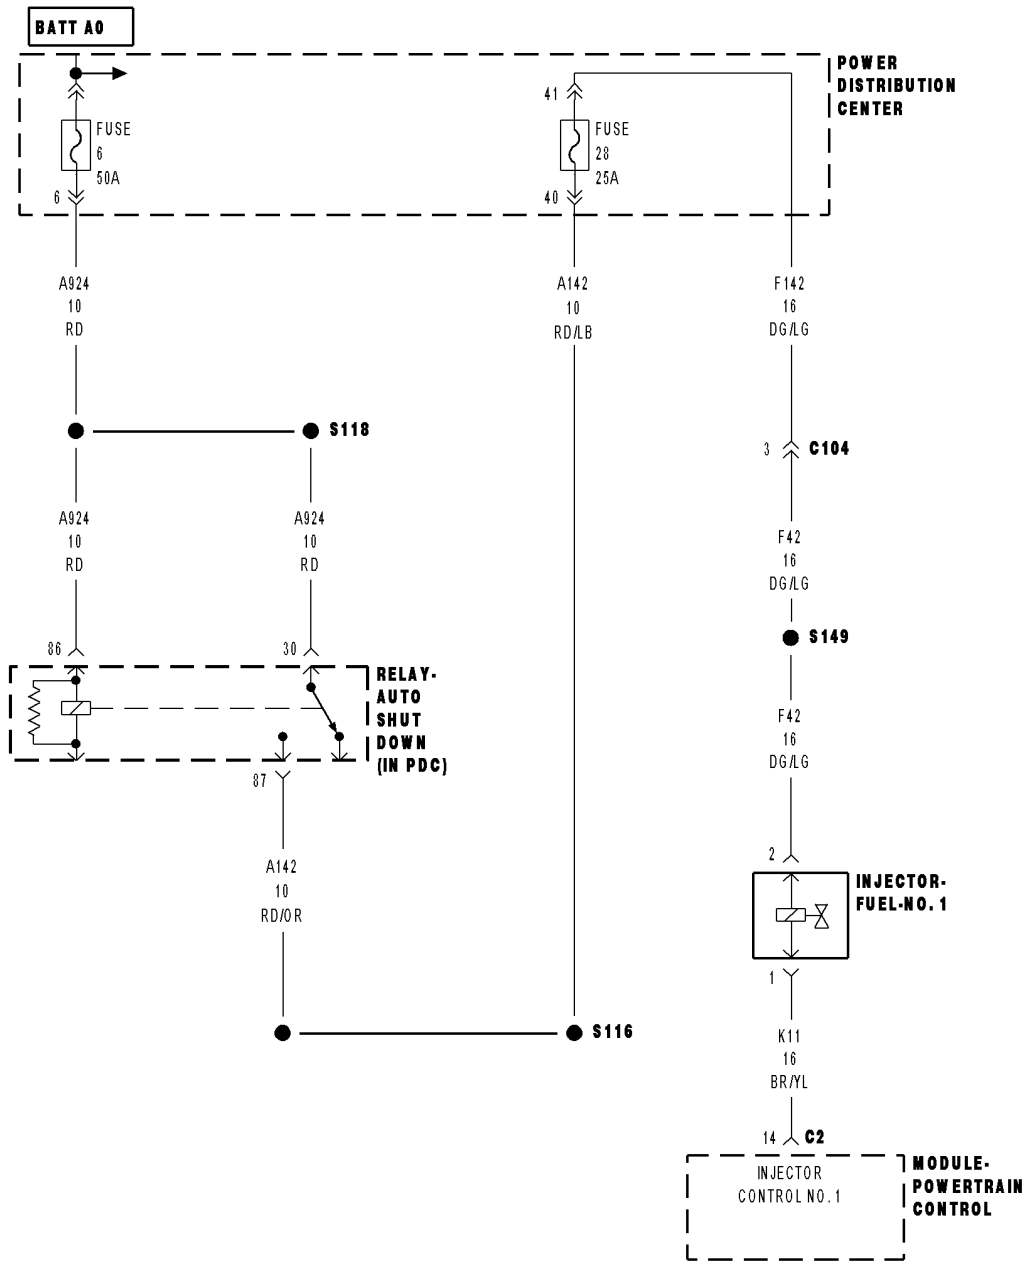 BATT A0
POWER
DISTRIBUTION
CENTER
41
FUSE
6
50A
FUSE
28
25A
6
40
A924
10
RD
A142
10
RD/LB
F142
16
DG/LG
S118
3
C104
A924
10
RD
A924
10
RD
F42
16
DG/LG
S149
86
30
RELAY-
AUTO
SHUT
DOWN
(IN PDC)
F42
16
DG/LG
87
2
A142
10
RD/OR
INJECTOR-
FUEL-NO. 1
1
S116
K11
16
BR/YL
14
C2
INJECTOR
CONTROL NO. 1
MODULE-
POWERTRAIN
CONTROL